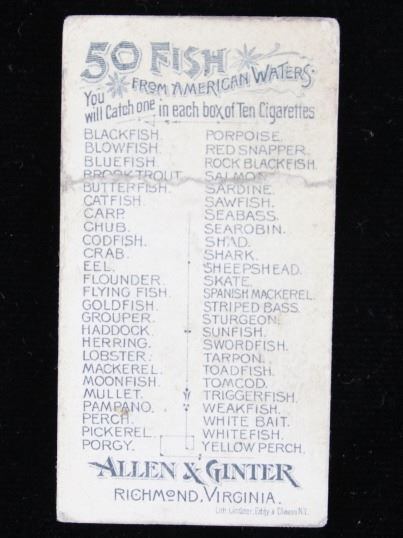 50 FISH
FROM AMERICAN WATERS.
You
will Catch one in each box of Ten Cigarettes
BLACKFISH.
BLOWFISH.
BLUEFISH.
BROOK TROUT.
BUTTERFISH.
CATFISH.
CARP.
CHUB.
CODFISH.
CRAB.
EEL.
FLOUNDER.
FLYING FISH.
GOLDFISH.
GROUPER.
HADDOCK.
HERRING.
LOBSTER.
MACKEREL.
MOONFISH.
MULLET.
PAMPANO.
PERCH.
PICKEREL.
PORGY.
PORPOISE.
RED SNAPPER.
ROCK BLACKFISH.
SALMON.
SARDINE.
SAWFISH.
SEABASS.
SEAROBIN.
SHAD.
SHARK.
SHEEPSHEAD.
SKATE.
SPANISH MACKEREL.
STRIPED BASS.
STURGEON.
SUNFISH.
SWORDFISH.
TARPON.
TOADFISH.
TOMCOD.
TRIGGERFISH.
WEAKFISH.
WHITE BAIT.
WHITEFISH.
YELLOW PERCH.
ALLEN & GINTER
RICHMOND, VIRGINIA.
Lith Lindner, Eddy & Clauss N.Y.